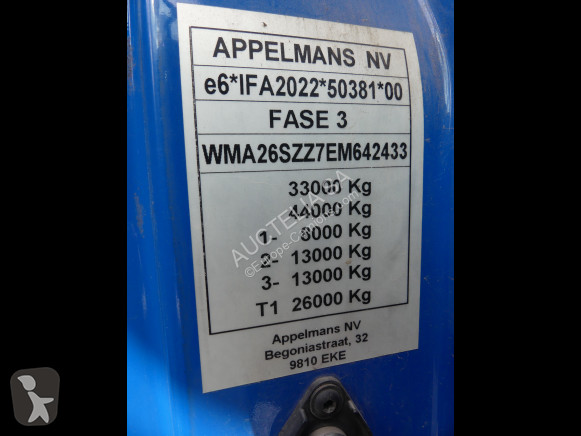 APPELMANS NV
e6*IFA2022*50381*00
FASE 3
WMA26SZZ7EM642433
33000 Kg
44000 Kg
1- 8000 Kg
2- 13000 Kg
3- 13000 Kg
T1 26000 Kg
Appelmans NV
Begoniastraat, 32
9810 EKE